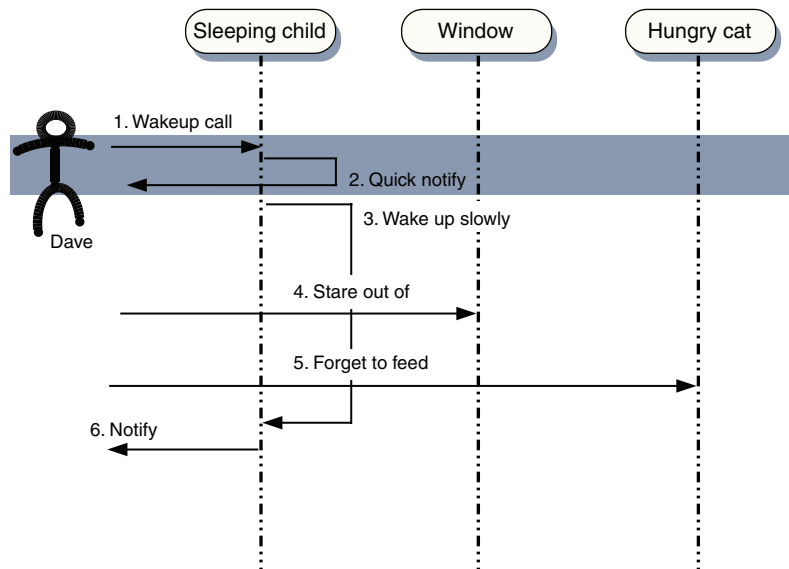 Sleeping child
Window
Hungry cat
1. Wakeup call
2. Quick notify
3. Wake up slowly
Dave
4. Stare out of
5. Forget to feed
6. Notify